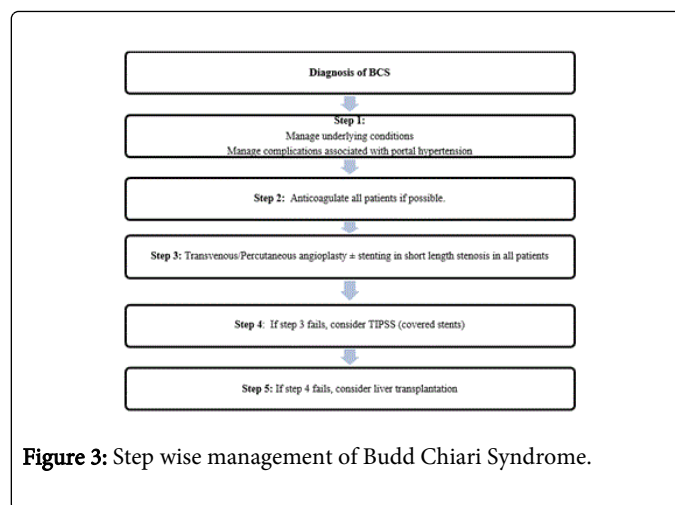 Diagnosis of BCS
Step 1:
Manage underlying conditions
Manage complications associated with portal hypertension
Step 2: Anticoagulate all patients if possible.
Step 3: Transvenous/Percutaneous angioplasty ± stenting in short length stenosis in all patients
Step 4: If step 3 fails, consider TIPSS (covered stents)
Step 5: If step 4 fails, consider liver transplantation
Figure 3: Step wise management of Budd Chiari Syndrome.